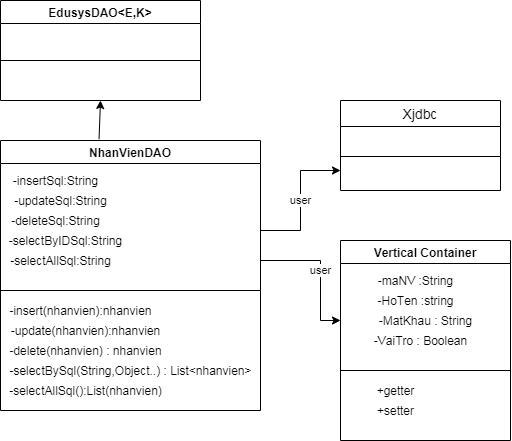 EdusysDAO<E,K>
Xjdbc
NhanVienDAO
-insertSql:String
-updateSql:String
-deleteSql:String
-selectByIDSql:String
-selectAllSql:String
-insert(nhanvien):nhanvien
-update(nhanvien):nhanvien
-delete(nhanvien) : nhanvien
-selectBySql(String,Object..) : List<nhanvien>
-selectAllSql():List(nhanvien)
user
user
Vertical Container
-maNV :String
-HoTen :string
-MatKhau : String
-VaiTro : Boolean
+getter
+setter